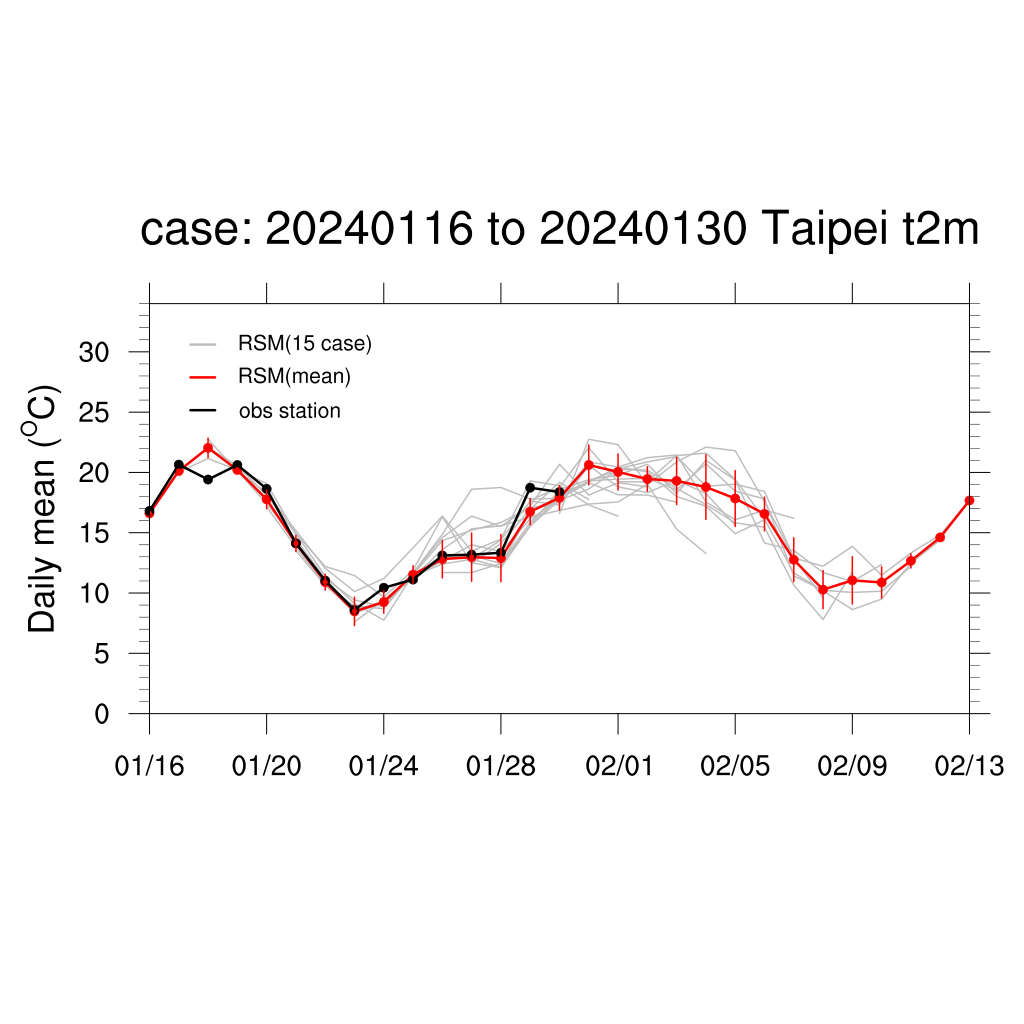 case: 20240116 to 20240130 Taipei t2m
RSM(15 case)
RSM(mean)
obs station
Daily mean (°C)
30
25
20
15
10
5
0
01/16 01/20 01/24 01/28 02/01 02/05 02/09 02/13